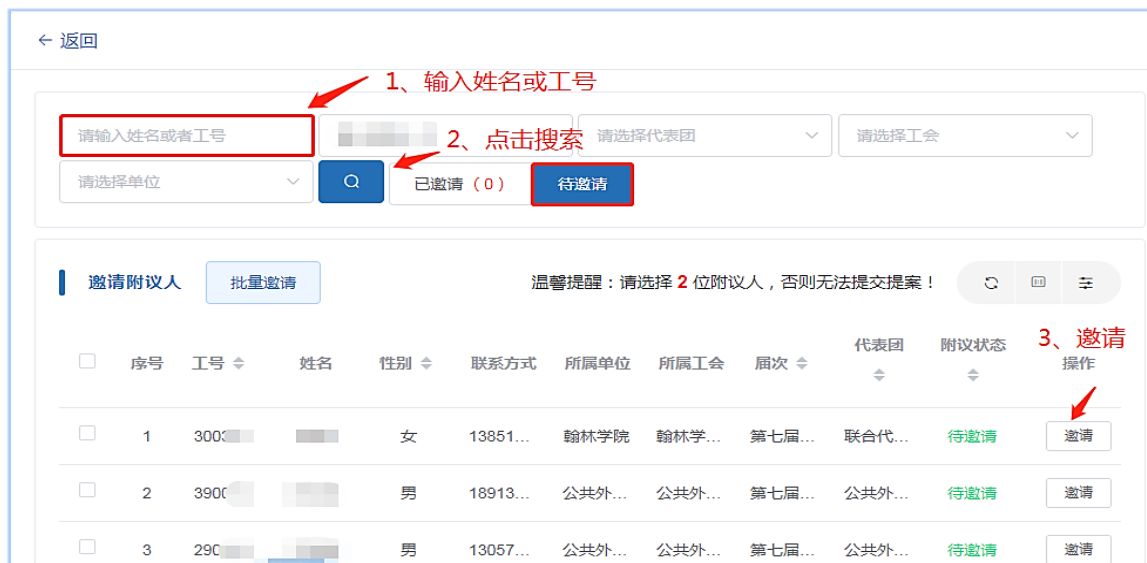 ← 返回
1、输入姓名或工号
请输入姓名或者工号
2、点击搜索
请选择代表团
请选择工会
请选择单位
已邀请（0）
待邀请
邀请附议人
批量邀请
温馨提醒：请选择 2 位附议人，否则无法提交提案！
3、邀请
序号 工号 姓名 性别 联系方式 所属单位 所属工会 届次 代表团 附议状态 操作
1 3003 女 13851... 翰林学院 翰林学... 第七届... 联合代... 待邀请 邀请
2 3900 男 18913... 公共外... 公共外... 第七届... 公共外... 待邀请 邀请
3 290 男 13057... 公共外... 公共外... 第七届... 公共外... 待邀请 邀请